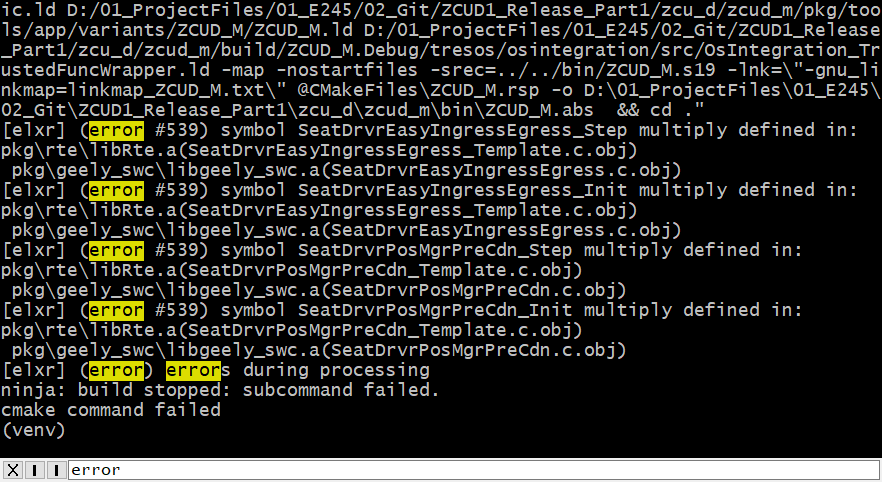 ic.ld D:/01_ProjectFiles/01_E245/02_Git/ZCUD1_Release_Part1/zcu_d/zcud_m/pkg/too
ls/app/variants/ZCUD_M/ZCUD_M.ld D:/01_ProjectFiles/01_E245/02_Git/ZCUD1_Release
_Part1/zcu_d/zcud_m/build/ZCUD_M.Debug/tresos/osintegration/src/OsIntegration_Tr
ustedFuncWrapper.ld -map -nostartfiles -srec=../../bin/ZCUD_M.s19 -lnk=\"-gnu_li
nkmap=linkmap_ZCUD_M.txt\" @CMakeFiles\ZCUD_M.rsp -o D:\01_ProjectFiles\01_E245\
02_Git\ZCUD1_Release_Part1\zcu_d\zcud_m\bin\ZCUD_M.abs  && cd ."
[elxr] (error #539) symbol SeatDrvrEasyIngressEgress_Step multiply defined in:
pkg\rte\libRte.a(SeatDrvrEasyIngressEgress_Template.c.obj)
 pkg\geely_swc\libgeely_swc.a(SeatDrvrEasyIngressEgress.c.obj)
[elxr] (error #539) symbol SeatDrvrEasyIngressEgress_Init multiply defined in:
pkg\rte\libRte.a(SeatDrvrEasyIngressEgress_Template.c.obj)
 pkg\geely_swc\libgeely_swc.a(SeatDrvrEasyIngressEgress.c.obj)
[elxr] (error #539) symbol SeatDrvrPosMgrPreCdn_Step multiply defined in:
pkg\rte\libRte.a(SeatDrvrPosMgrPreCdn_Template.c.obj)
 pkg\geely_swc\libgeely_swc.a(SeatDrvrPosMgrPreCdn.c.obj)
[elxr] (error #539) symbol SeatDrvrPosMgrPreCdn_Init multiply defined in:
pkg\rte\libRte.a(SeatDrvrPosMgrPreCdn_Template.c.obj)
 pkg\geely_swc\libgeely_swc.a(SeatDrvrPosMgrPreCdn.c.obj)
[elxr] (error) errors during processing
ninja: build stopped: subcommand failed.
cmake command failed
(venv)
X I I error